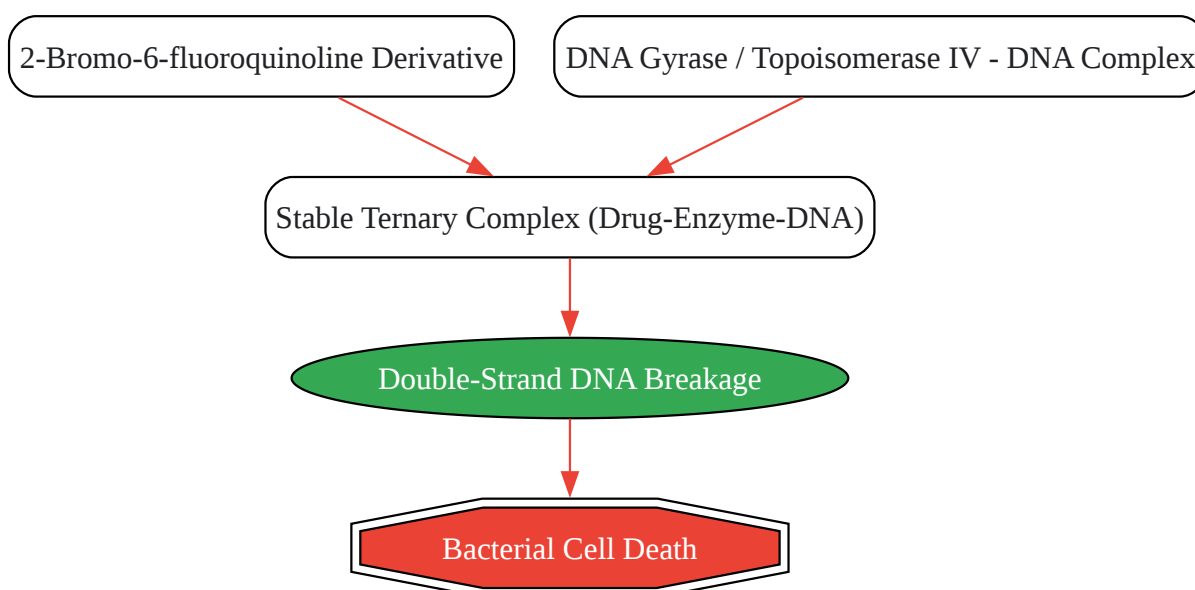 2-Bromo-6-fluoroquinoline Derivative
DNA Gyrase / Topoisomerase IV - DNA Complex
Stable Ternary Complex (Drug-Enzyme-DNA)
Double-Strand DNA Breakage
Bacterial Cell Death